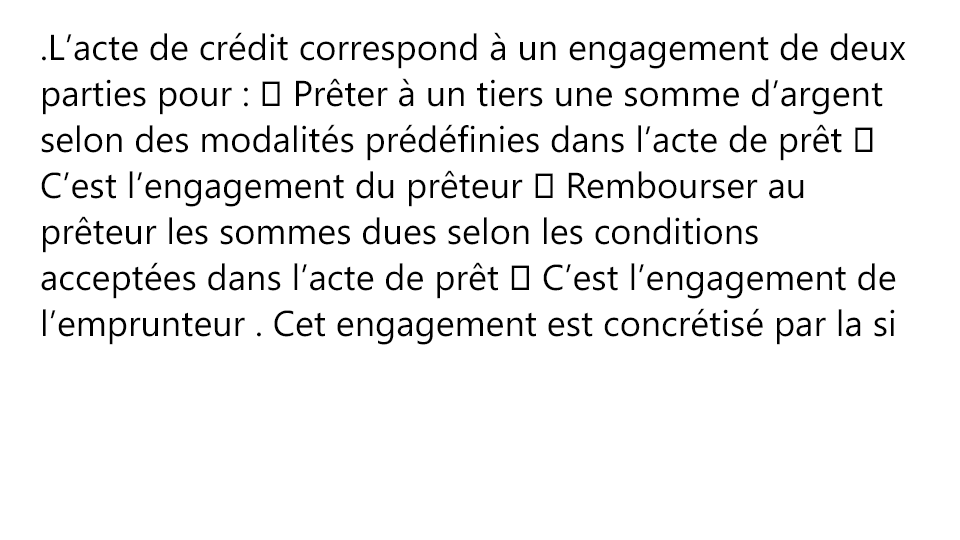 .L’acte de crédit correspond à un engagement de deux
parties pour : □ Prêter à un tiers une somme d’argent
selon des modalités prédéfinies dans l’acte de prêt □
C’est l’engagement du prêteur □ Rembourser au
prêteur les sommes dues selon les conditions
acceptées dans l’acte de prêt □ C’est l’engagement de
l’emprunteur . Cet engagement est concrétisé par la si